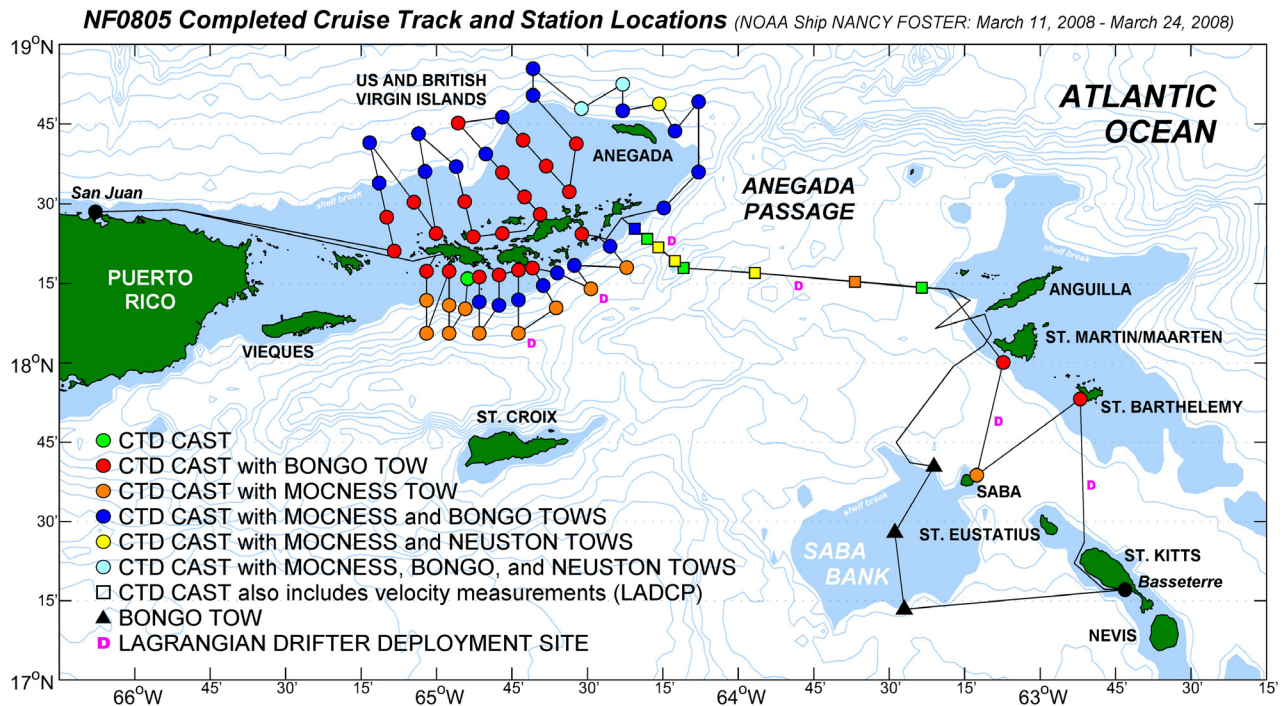 NF0805 Completed Cruise Track and Station Locations (NOAA Ship NANCY FOSTER: March 11, 2008 - March 24, 2008)
19°N
45'
30'
15'
18°N
45'
30'
15'
17°N
US AND BRITISH
VIRGIN ISLANDS
ATLANTIC
OCEAN
ANEGADA
San Juan
shelf break
ANEGADA
PASSAGE
D
shelf break
PUERTO
RICO
D
D
ANGUILLA
VIEQUES
D
ST. MARTIN/MAARTEN
ST. CROIX
D
ST. BARTHELEMY
SABA
D
shelf break
ST. EUSTATIUS
SABA
BANK
ST. KITTS
Basseterre
NEVIS
CTD CAST
CTD CAST with BONGO TOW
CTD CAST with MOCNESS TOW
CTD CAST with MOCNESS and BONGO TOWS
CTD CAST with MOCNESS and NEUSTON TOWS
CTD CAST with MOCNESS, BONGO, and NEUSTON TOWS
CTD CAST also includes velocity measurements (LADCP)
BONGO TOW
D LAGRANGIAN DRIFTER DEPLOYMENT SITE
66°W 45' 30' 15' 65°W 45' 30' 15' 64°W 45' 30' 15' 63°W 45' 30' 15'